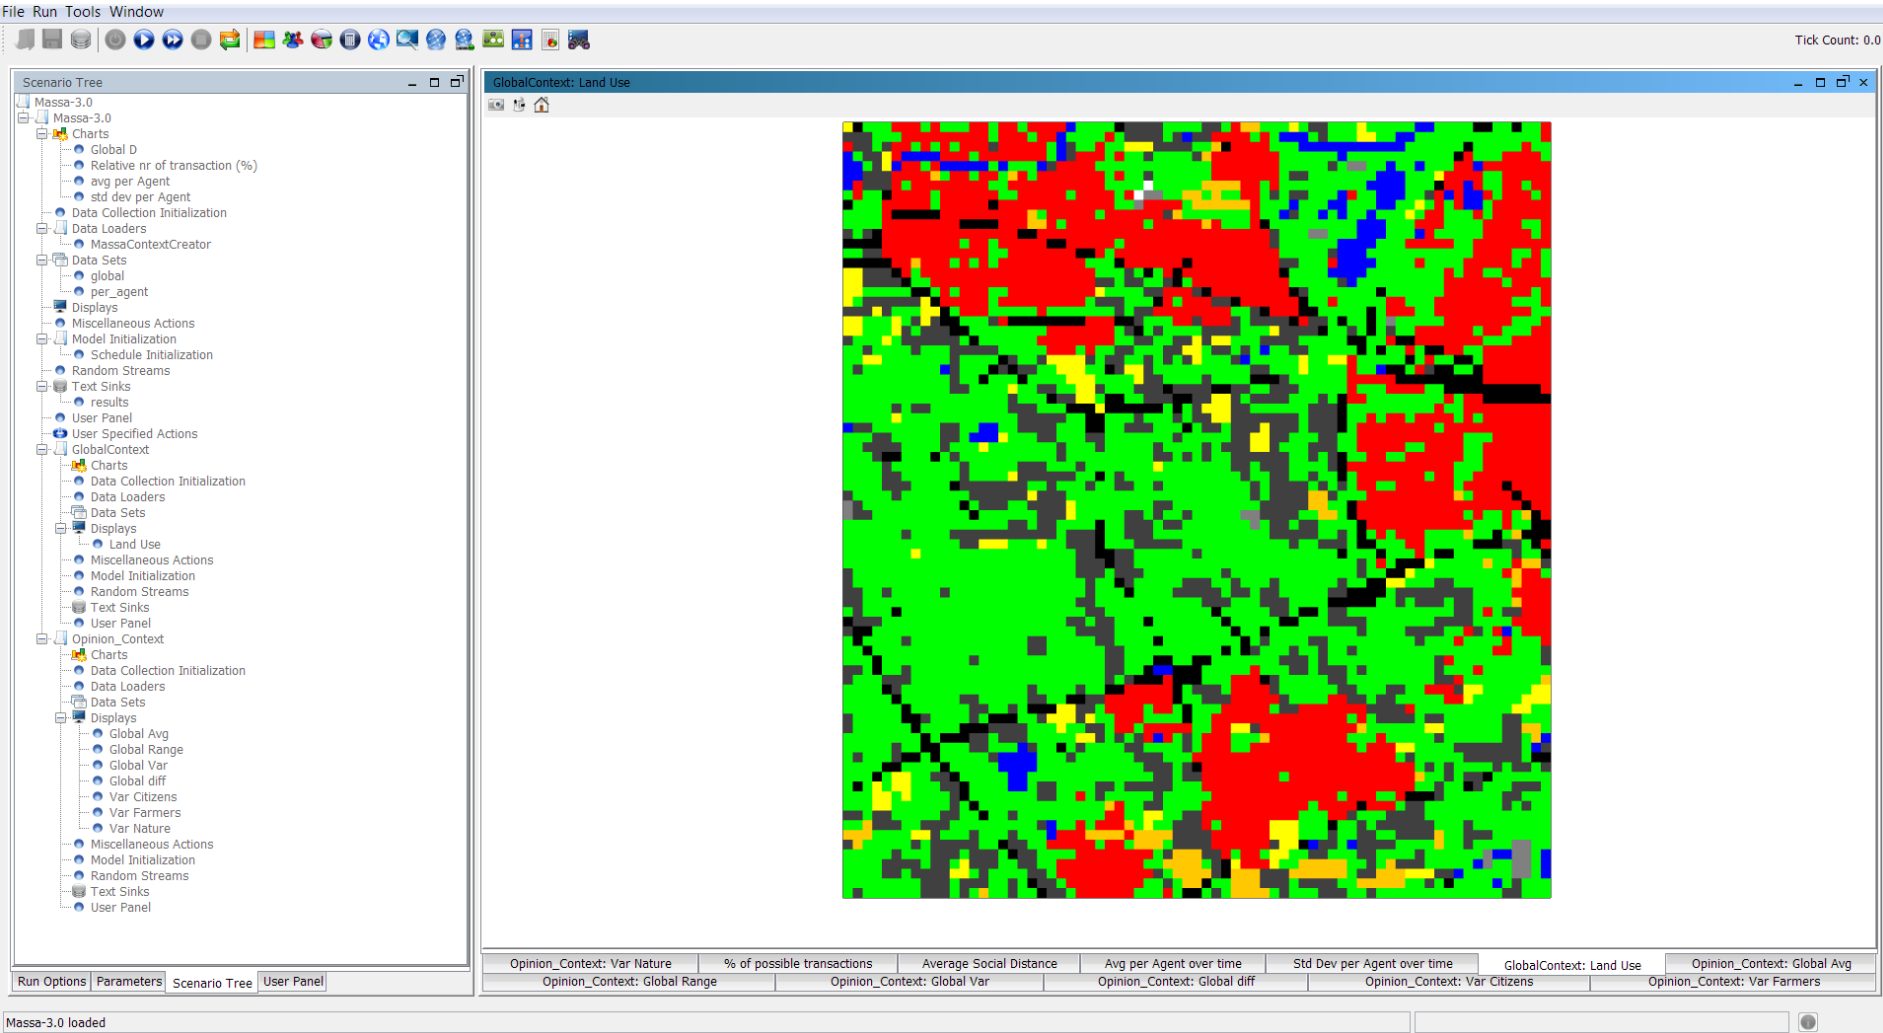 File Run Tools Window
Tick Count: 0.0
Scenario Tree
Massa-3.0
Massa-3.0
Charts
Global D
Relative nr of transaction (%)
avg per Agent
std dev per Agent
Data Collection Initialization
Data Loaders
MassaContextCreator
Data Sets
global
per_agent
Displays
Miscellaneous Actions
Model Initialization
Schedule Initialization
Random Streams
Text Sinks
results
User Panel
User Specified Actions
GlobalContext
Charts
Data Collection Initialization
Data Loaders
Data Sets
Displays
Land Use
Miscellaneous Actions
Model Initialization
Random Streams
Text Sinks
User Panel
Opinion_Context
Charts
Data Collection Initialization
Data Loaders
Data Sets
Displays
Global Avg
Global Range
Global Var
Global diff
Var Citizens
Var Farmers
Var Nature
Miscellaneous Actions
Model Initialization
Random Streams
Text Sinks
User Panel
Run Options Parameters Scenario Tree User Panel
GlobalContext: Land Use
Opinion_Context: Var Nature % of possible transactions Average Social Distance Avg per Agent over time Std Dev per Agent over time GlobalContext: Land Use Opinion_Context: Global Avg
Opinion_Context: Global Range Opinion_Context: Global Var Opinion_Context: Global diff Opinion_Context: Var Citizens Opinion_Context: Var Farmers
Massa-3.0 loaded